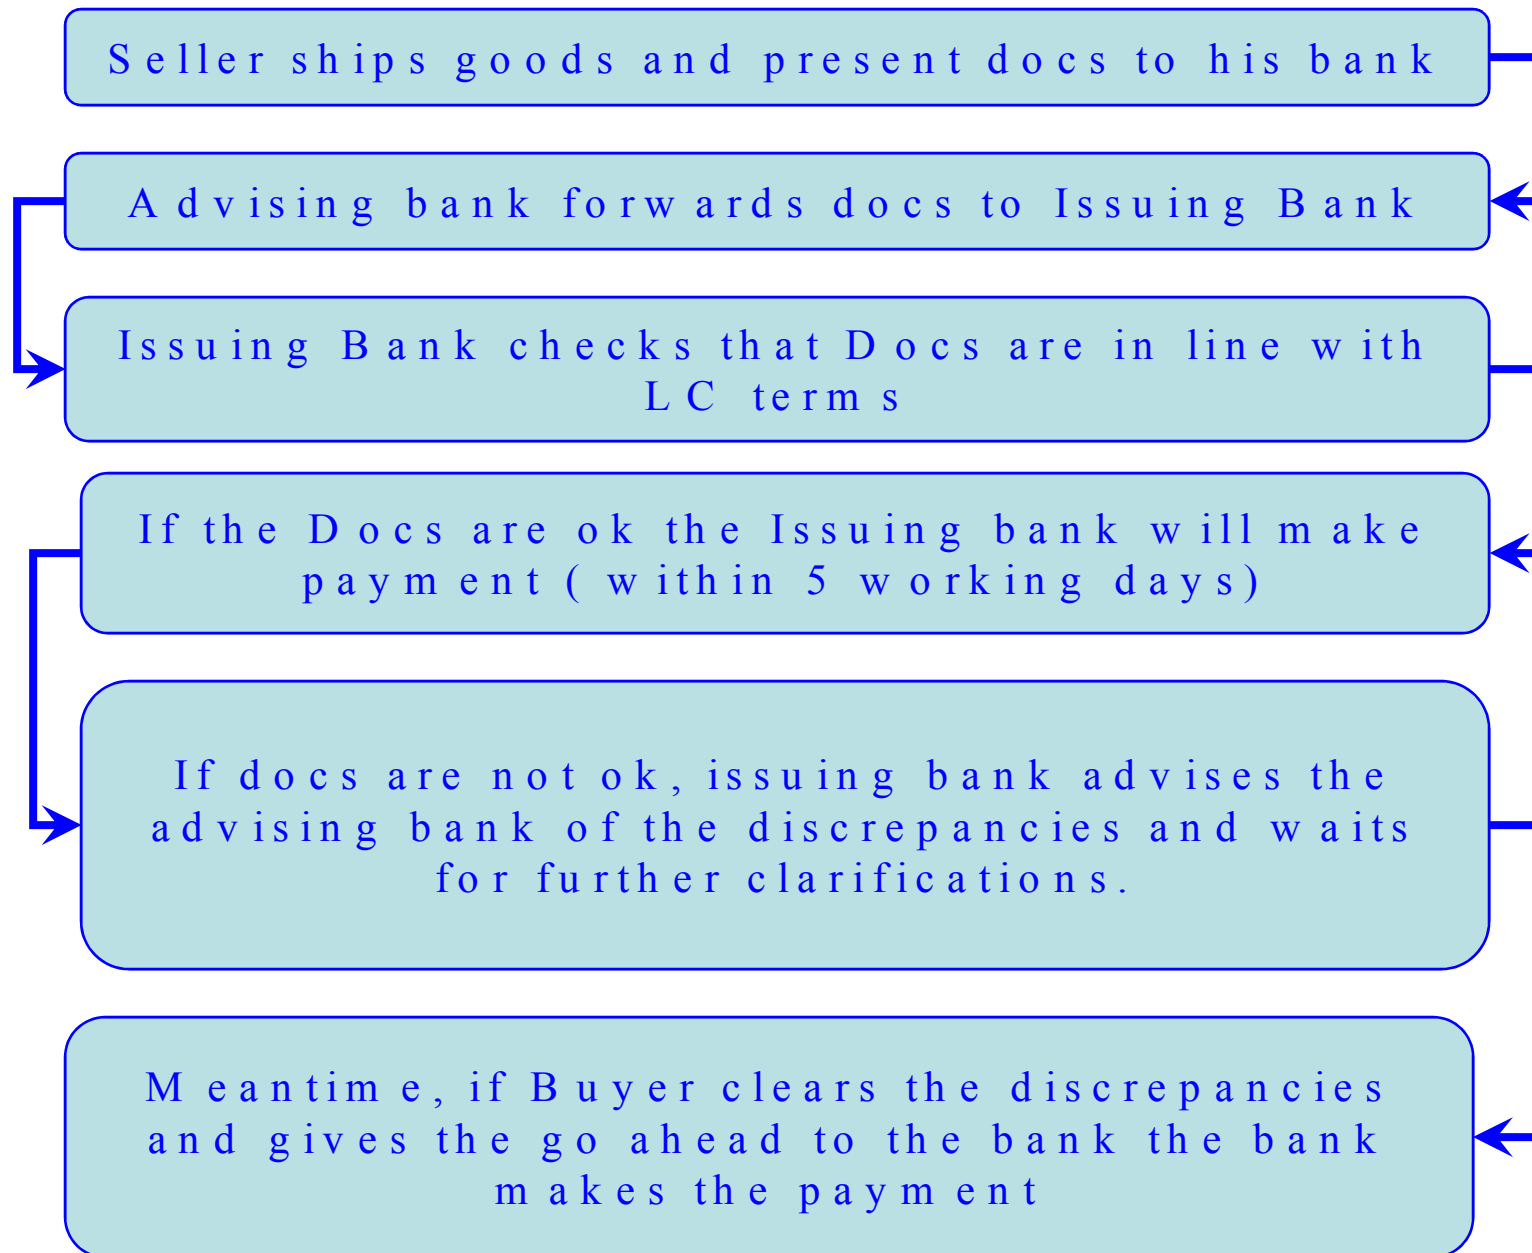 Seller ships goods and present docs to his bank
Advising bank forwards docs to Issuing Bank
Issuing Bank checks that Docs are in line with
LC terms
If the Docs are ok the Issuing bank will make
payment ( within 5 working days)
If docs are not ok, issuing bank advises the
advising bank of the discrepancies and waits
for further clarifications.
Meantime, if Buyer clears the discrepancies
and gives the go ahead to the bank the bank
makes the payment